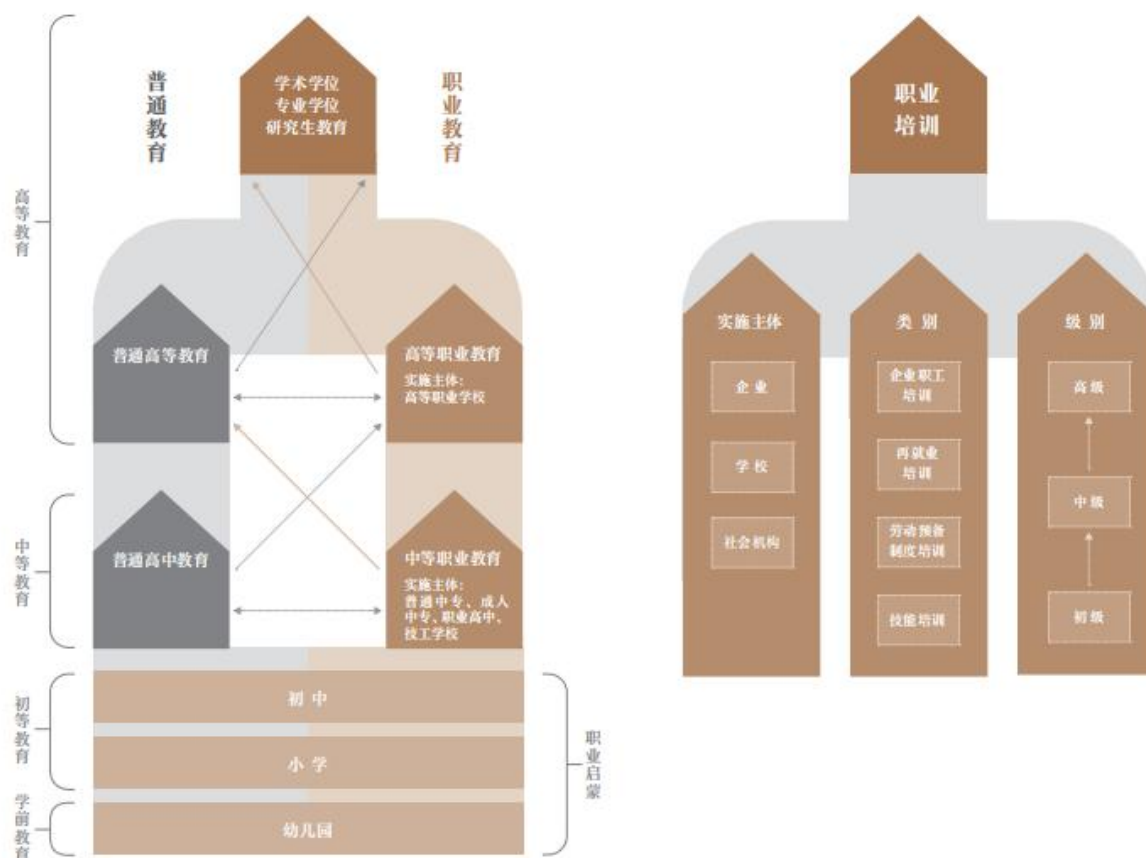 普通教育
学术学位
专业学位
研究生教育
职业教育
高等教育
普通高等教育
高等职业教育
实施主体：
高等职业学校
中等教育
普通高中教育
中等职业教育
实施主体：
普通中专、成人
中专、职业高中、
技工学校
初等教育
初中
小学
学前教育
幼儿园
职业启蒙
职业
培训
实施主体
企业
学校
社会机构
类别
企业职工
培训
再就业
培训
劳动预备
制度培训
技能培训
级别
高级
中级
初级